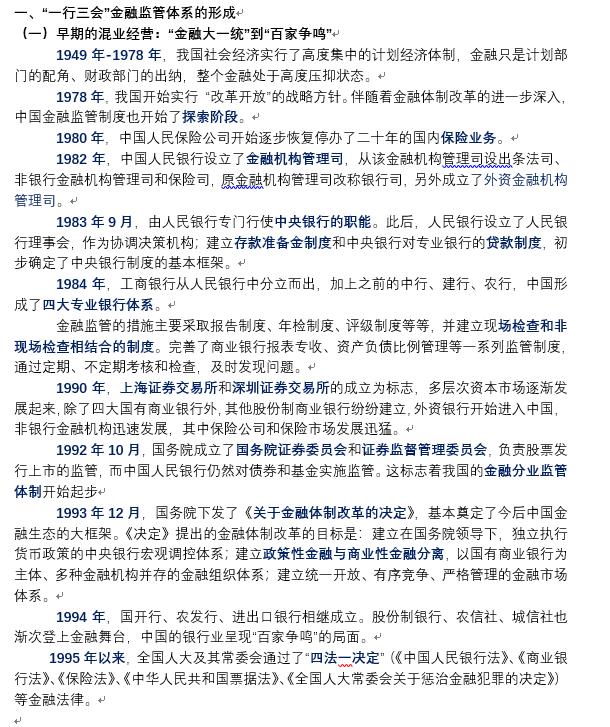 一、“一行三会”金融监管体系的形成
（一）早期的混业经营：“金融大一统”到“百家争鸣”
1949 年-1978 年，我国社会经济实行了高度集中的计划经济体制，金融只是计划部
门的配角、财政部门的出纳，整个金融处于高度压抑状态。
1978 年，我国开始实行 “改革开放”的战略方针。伴随着金融体制改革的进一步深入，
中国金融监管制度也开始了探索阶段。
1980 年，中国人民保险公司开始逐步恢复停办了二十年的国内保险业务。
1982 年，中国人民银行设立了金融机构管理司，从该金融机构管理司设出条法司、
非银行金融机构管理司和保险司，原金融机构管理司改称银行司，另外成立了外资金融机构
管理司。
1983 年 9 月，由人民银行专门行使中央银行的职能。此后，人民银行设立了人民银
行理事会，作为协调决策机构；建立存款准备金制度和中央银行对专业银行的贷款制度，初
步确定了中央银行制度的基本框架。
1984 年，工商银行从人民银行中分立而出，加上之前的中行、建行、农行，中国形
成了四大专业银行体系。
金融监管的措施主要采取报告制度、年检制度、评级制度等等，并建立现场检查和非
现场检查相结合的制度。完善了商业银行报表专收、资产负债比例管理等一系列监管制度，
通过定期、不定期考核和检查，及时发现问题。
1990 年，上海证券交易所和深圳证券交易所的成立为标志，多层次资本市场逐渐发
展起来，除了四大国有商业银行外，其他股份制商业银行纷纷建立，外资银行开始进入中国，
非银行金融机构迅速发展，其中保险公司和保险市场发展迅猛。
1992 年 10 月，国务院成立了国务院证券委员会和证券监督管理委员会，负责股票发
行上市的监管，而中国人民银行仍然对债券和基金实施监管。这标志着我国的金融分业监管
体制开始起步
1993 年 12 月，国务院下发了《关于金融体制改革的决定》，基本奠定了今后中国金
融生态的大框架。《决定》提出的金融体制改革的目标是：建立在国务院领导下，独立执行
货币政策的中央银行宏观调控体系；建立政策性金融与商业性金融分离，以国有商业银行为
主体、多种金融机构并存的金融组织体系；建立统一开放、有序竞争、严格管理的金融市场
体系。
1994 年，国开行、农发行、进出口银行相继成立。股份制银行、农信社、城信社也
渐次登上金融舞台，中国的银行业呈现“百家争鸣”的局面。
1995 年以来，全国人大及其常委会通过了“四法一决定”（《中国人民银行法》、《商业银
行法》、《保险法》、《中华人民共和国票据法》、《全国人大常委会关于惩治金融犯罪的决定》）
等金融法律。